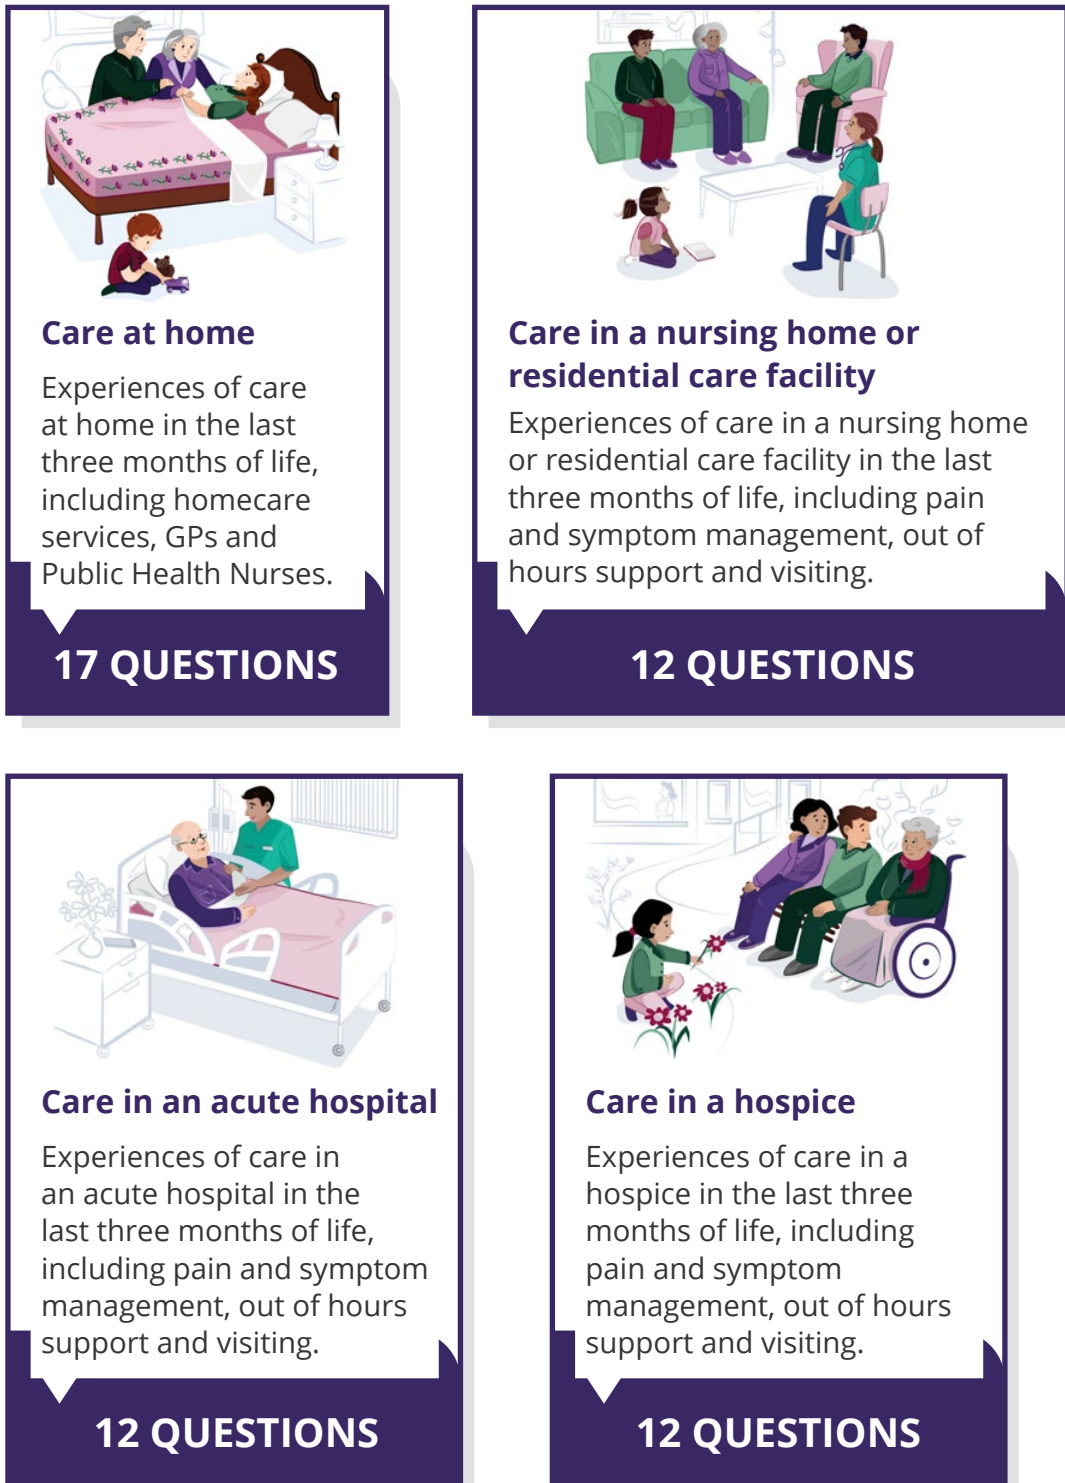 Care at home
Experiences of care
at home in the last
three months of life,
including homecare
services, GPs and
Public Health Nurses.
17 QUESTIONS
Care in a nursing home or
residential care facility
Experiences of care in a nursing home
or residential care facility in the last
three months of life, including pain
and symptom management, out of
hours support and visiting.
12 QUESTIONS
Care in an acute hospital
Experiences of care in
an acute hospital in the
last three months of life,
including pain and symptom
management, out of hours
support and visiting.
12 QUESTIONS
Care in a hospice
Experiences of care in a
hospice in the last three
months of life, including
pain and symptom
management, out of hours
support and visiting.
12 QUESTIONS